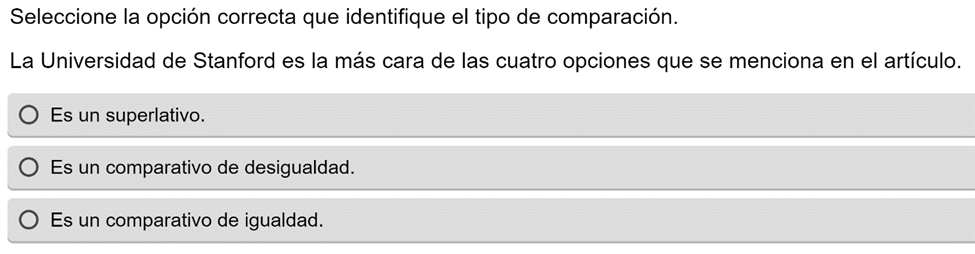 Seleccione la opción correcta que identifique el tipo de comparación.
La Universidad de Stanford es la más cara de las cuatro opciones que se menciona en el artículo.
Es un superlativo.
Es un comparativo de desigualdad.
Es un comparativo de igualdad.